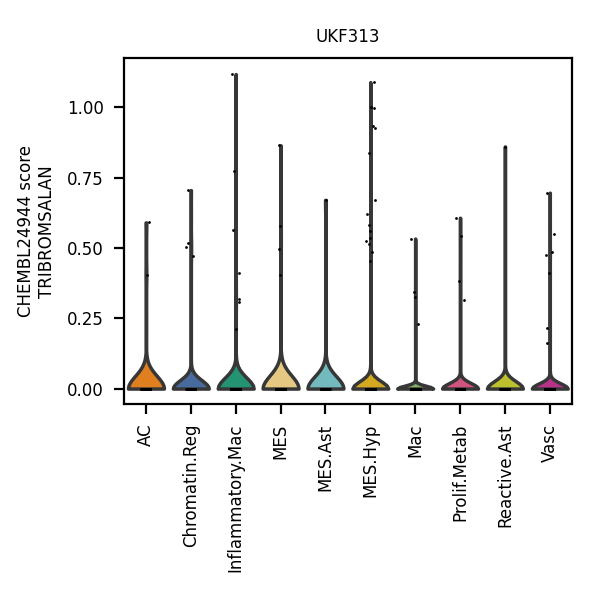 UKF313
CHEMBL24944 score
TRIBROMSALAN
1.00
0.75
0.50
0.25
0.00
AC
Chromatin.Reg
Inflammatory.Mac
MES
MES.Ast
MES.Hyp
Mac
Prolif.Metab
Reactive.Ast
Vasc